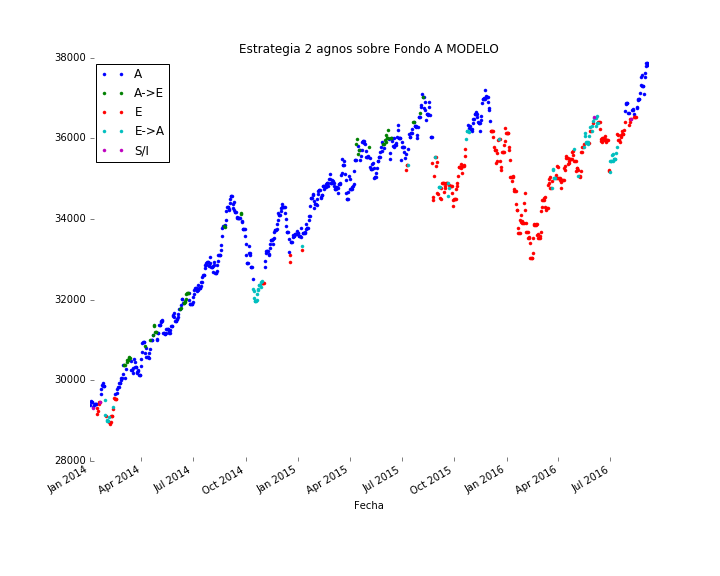 Estrategia 2 agnos sobre Fondo A MODELO
38000
36000
34000
32000
30000
28000
A
A->E
E
E->A
S/I
Jan 2014
Apr 2014
Jul 2014
Oct 2014
Jan 2015
Apr 2015
Jul 2015
Oct 2015
Jan 2016
Apr 2016
Jul 2016
Fecha